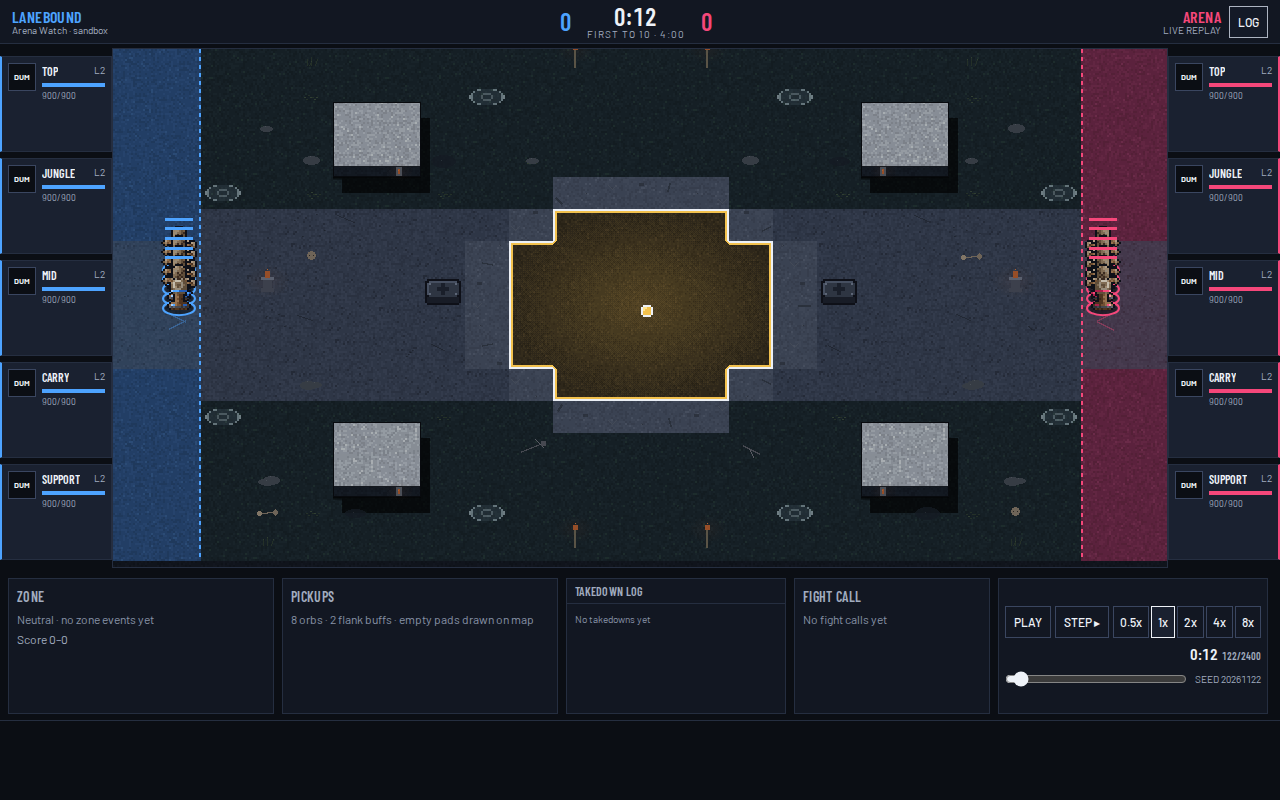 LANEBOUND
Arena Watch · sandbox
0
0:12
0
FIRST TO 10 · 4:00
ARENA
LIVE REPLAY
LOG
DUM
TOP
L2
900/900
DUM
JUNGLE
L2
900/900
DUM
MID
L2
900/900
DUM
CARRY
L2
900/900
DUM
SUPPORT
L2
900/900
DUM
TOP
L2
900/900
DUM
JUNGLE
L2
900/900
DUM
MID
L2
900/900
DUM
CARRY
L2
900/900
DUM
SUPPORT
L2
900/900
ZONE
Neutral · no zone events yet
Score 0–0
PICKUPS
8 orbs · 2 flank buffs · empty pads drawn on map
TAKEDOWN LOG
No takedowns yet
FIGHT CALL
No fight calls yet
PLAY
STEP ▸
0.5x
1x
2x
4x
8x
0:12 122/2400
SEED 20261122